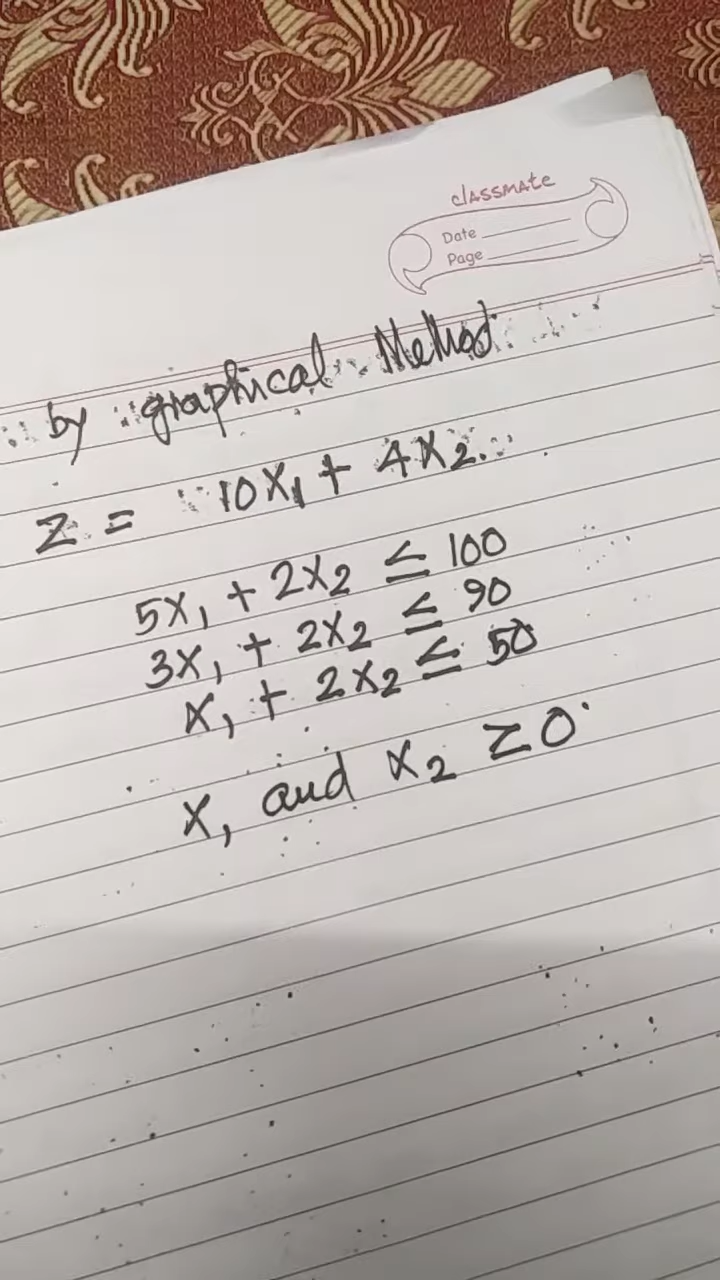 classmate
Date
Page
by graphical Method
Z = 10x₁ + 4x₂.
5x₁ + 2x₂ ≤ 100
3x₁ + 2x₂ ≤ 90
x₁ + 2x₂ ≤ 50
x₁ and x₂ ≥ 0